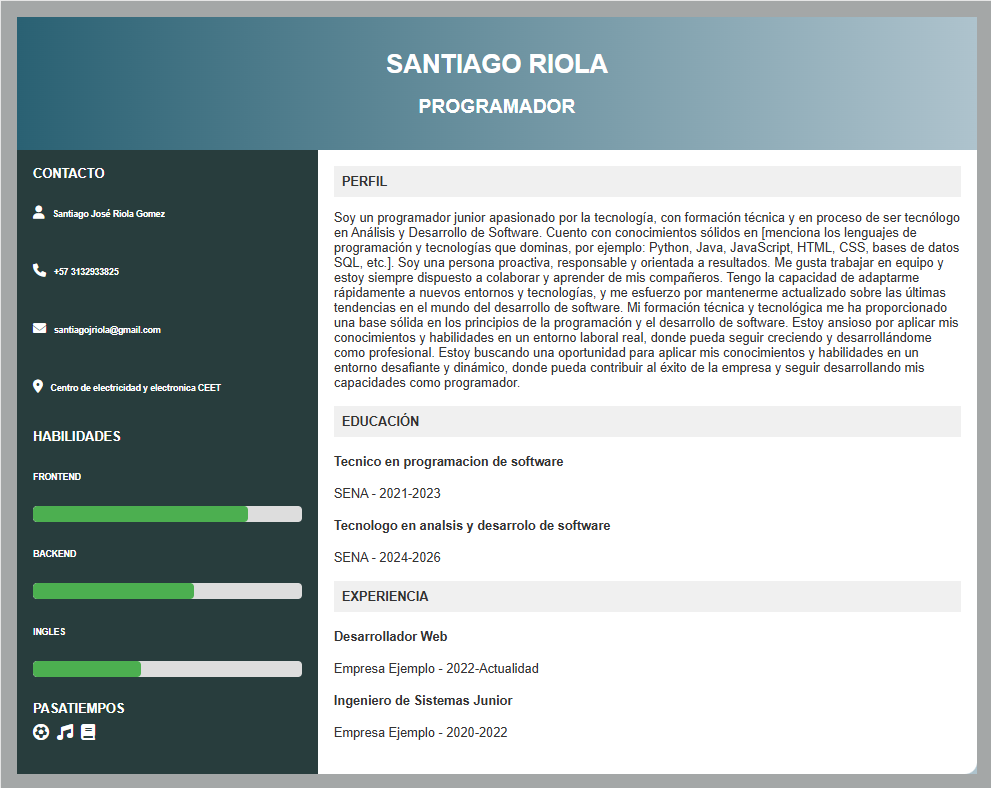 SANTIAGO RIOLA
PROGRAMADOR
CONTACTO
Santiago José Riola Gomez
+57 3132933825
santiagojriola@gmail.com
Centro de electricidad y electronica CEET
HABILIDADES
FRONTEND
BACKEND
INGLES
PASATIEMPOS
PERFIL
Soy un programador junior apasionado por la tecnología, con formación técnica y en proceso de ser tecnólogo
en Análisis y Desarrollo de Software. Cuento con conocimientos sólidos en [menciona los lenguajes de
programación y tecnologías que dominas, por ejemplo: Python, Java, JavaScript, HTML, CSS, bases de datos
SQL, etc.]. Soy una persona proactiva, responsable y orientada a resultados. Me gusta trabajar en equipo y
estoy siempre dispuesto a colaborar y aprender de mis compañeros. Tengo la capacidad de adaptarme
rápidamente a nuevos entornos y tecnologías, y me esfuerzo por mantenerme actualizado sobre las últimas
tendencias en el mundo del desarrollo de software. Mi formación técnica y tecnológica me ha proporcionado
una base sólida en los principios de la programación y el desarrollo de software. Estoy ansioso por aplicar mis
conocimientos y habilidades en un entorno laboral real, donde pueda seguir creciendo y desarrollándome
como profesional. Estoy buscando una oportunidad para aplicar mis conocimientos y habilidades en un
entorno desafiante y dinámico, donde pueda contribuir al éxito de la empresa y seguir desarrollando mis
capacidades como programador.
EDUCACIÓN
Tecnico en programacion de software
SENA - 2021-2023
Tecnologo en analsis y desarrolo de software
SENA - 2024-2026
EXPERIENCIA
Desarrollador Web
Empresa Ejemplo - 2022-Actualidad
Ingeniero de Sistemas Junior
Empresa Ejemplo - 2020-2022